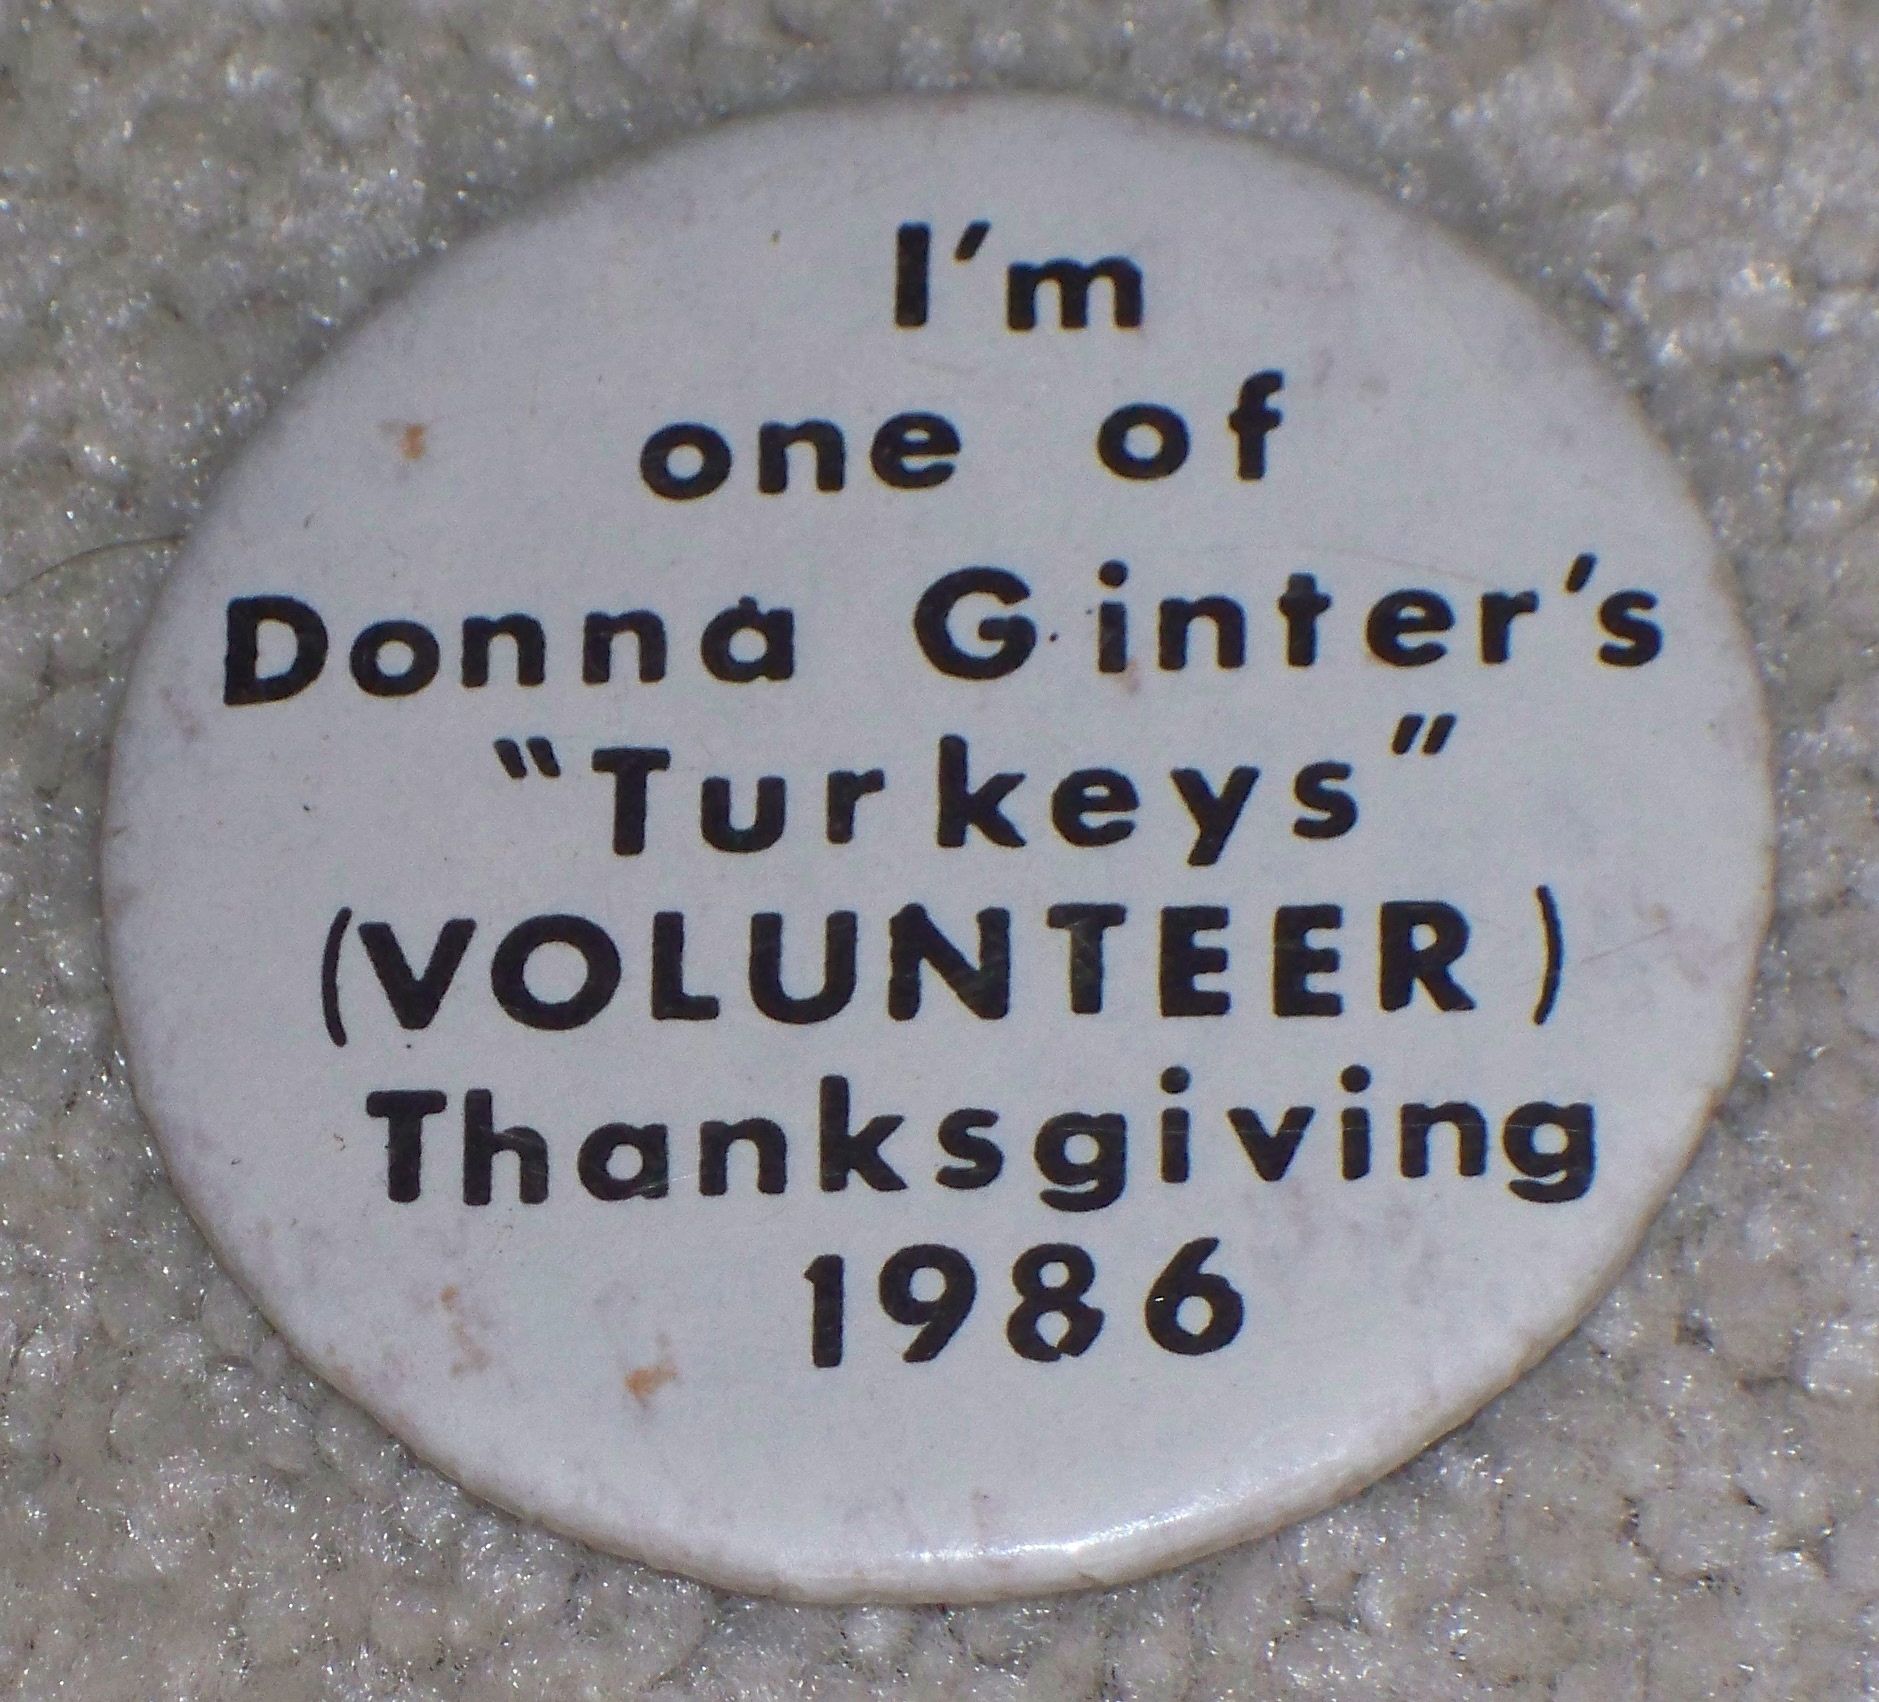 I'm
one of
Donna Ginter's
"Turkeys"
(VOLUNTEER)
Thanksgiving
1986